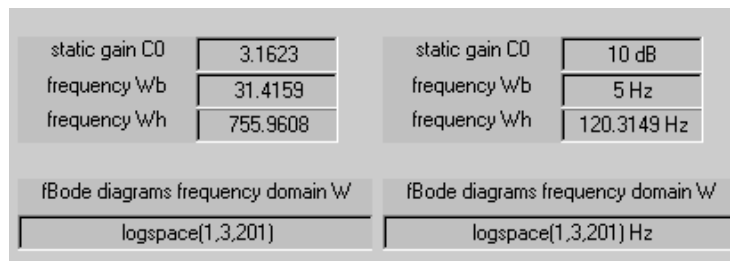 static gain C0 3.1623 static gain C0 10 dB
frequency Wb 31.4159 frequency Wb 5 Hz
frequency Wh 755.9608 frequency Wh 120.3149 Hz
fBode diagrams frequency domain W fBode diagrams frequency domain W
logspace(1,3,201) logspace(1,3,201) Hz